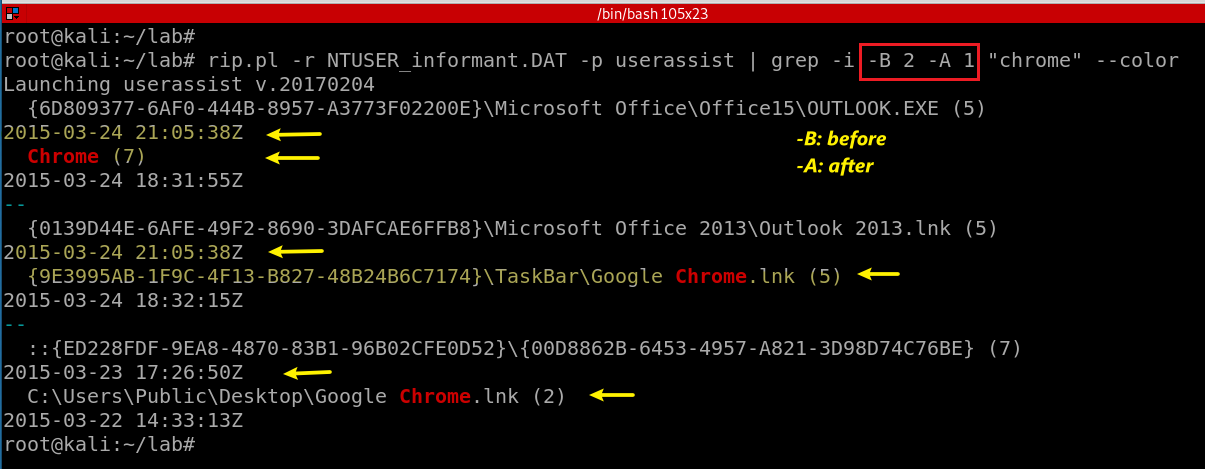 /bin/bash 105x23
root@kali:~/lab#
root@kali:~/lab# rip.pl -r NTUSER_informant.DAT -p userassist | grep -i -B 2 -A 1 "chrome" --color
Launching userassist v.20170204
{6D809377-6AF0-444B-8957-A3773F02200E}\Microsoft Office\Office15\OUTLOOK.EXE (5)
2015-03-24 21:05:38Z
-B: before
Chrome (7)
-A: after
2015-03-24 18:31:55Z
--
{0139D44E-6AFE-49F2-8690-3DAFCAE6FFB8}\Microsoft Office 2013\Outlook 2013.lnk (5)
2015-03-24 21:05:38Z
{9E3995AB-1F9C-4F13-B827-48B24B6C7174}\TaskBar\Google Chrome.lnk (5)
2015-03-24 18:32:15Z
--
::{ED228FDF-9EA8-4870-83B1-96B02CFE0D52}\{00D8862B-6453-4957-A821-3D98D74C76BE} (7)
2015-03-23 17:26:50Z
C:\Users\Public\Desktop\Google Chrome.lnk (2)
2015-03-22 14:33:13Z
root@kali:~/lab#